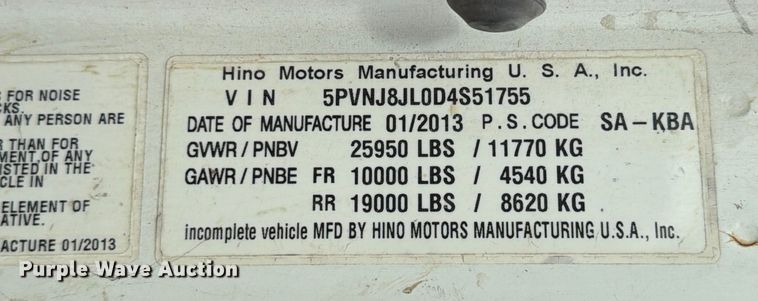 FOR NOISE
CKS.
ANY PERSON ARE
R THAN FOR
MENT, OF ANY
ISTED IN THE
CLE IN
ELEMENT OF
ATIVE.
ACTURE 01/2013
Hino Motors Manufacturing U. S. A., Inc.
VIN 5PVNJ8JL0D4S51755
DATE OF MANUFACTURE 01/2013 P.S.CODE SA-KBA
GVWR/PNBV 25950 LBS / 11770 KG
GAWR/PNBE FR 10000 LBS / 4540 KG
RR 19000 LBS / 8620 KG
incomplete vehicle MFD BY HINO MOTORS MANUFACTURING U.S.A., Inc.
Purple Wave Auction